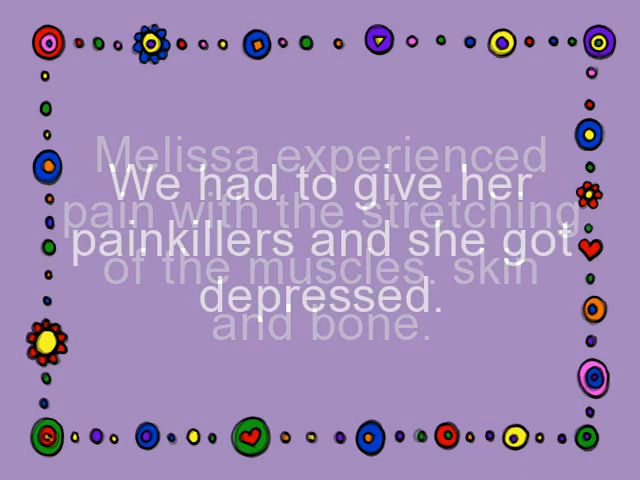 Melissa experienced
pain with the stretching
of the muscles, skin
and bone.
We had to give her
painkillers and she got
depressed.